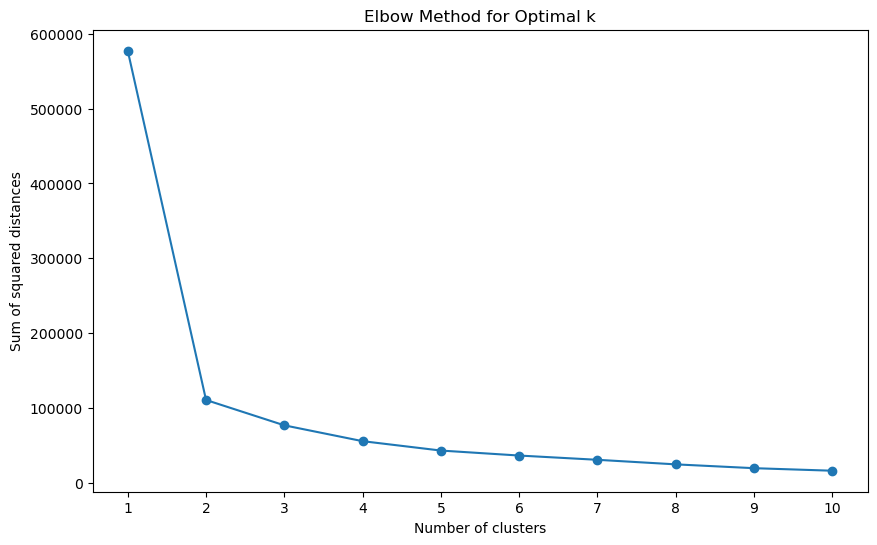 Elbow Method for Optimal k
600000
500000
400000
300000
200000
100000
0
Sum of squared distances
1 2 3 4 5 6 7 8 9 10
Number of clusters